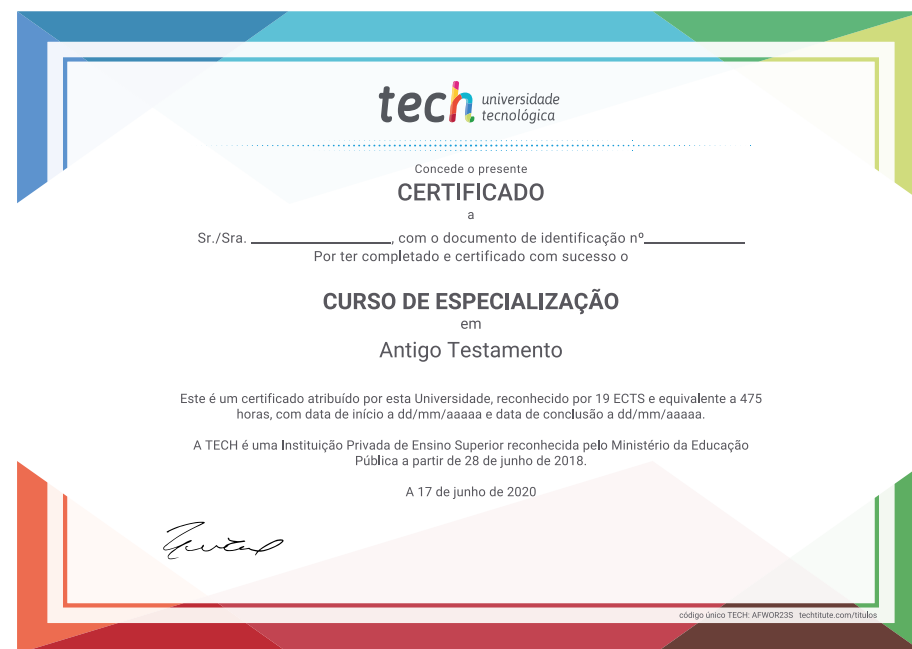 tech universidade
tecnológica
Concede o presente
CERTIFICADO
a
Sr./Sra. ____________________, com o documento de identificação nº______________
Por ter completado e certificado com sucesso o
CURSO DE ESPECIALIZAÇÃO
em
Antigo Testamento
Este é um certificado atribuído por esta Universidade, reconhecido por 19 ECTS e equivalente a 475
horas, com data de início a dd/mm/aaaaa e data de conclusão a dd/mm/aaaaa.
A TECH é uma Instituição Privada de Ensino Superior reconhecida pelo Ministério da Educação
Pública a partir de 28 de junho de 2018.
A 17 de junho de 2020
código único TECH: AFWOR23S techtitute.com/titulos